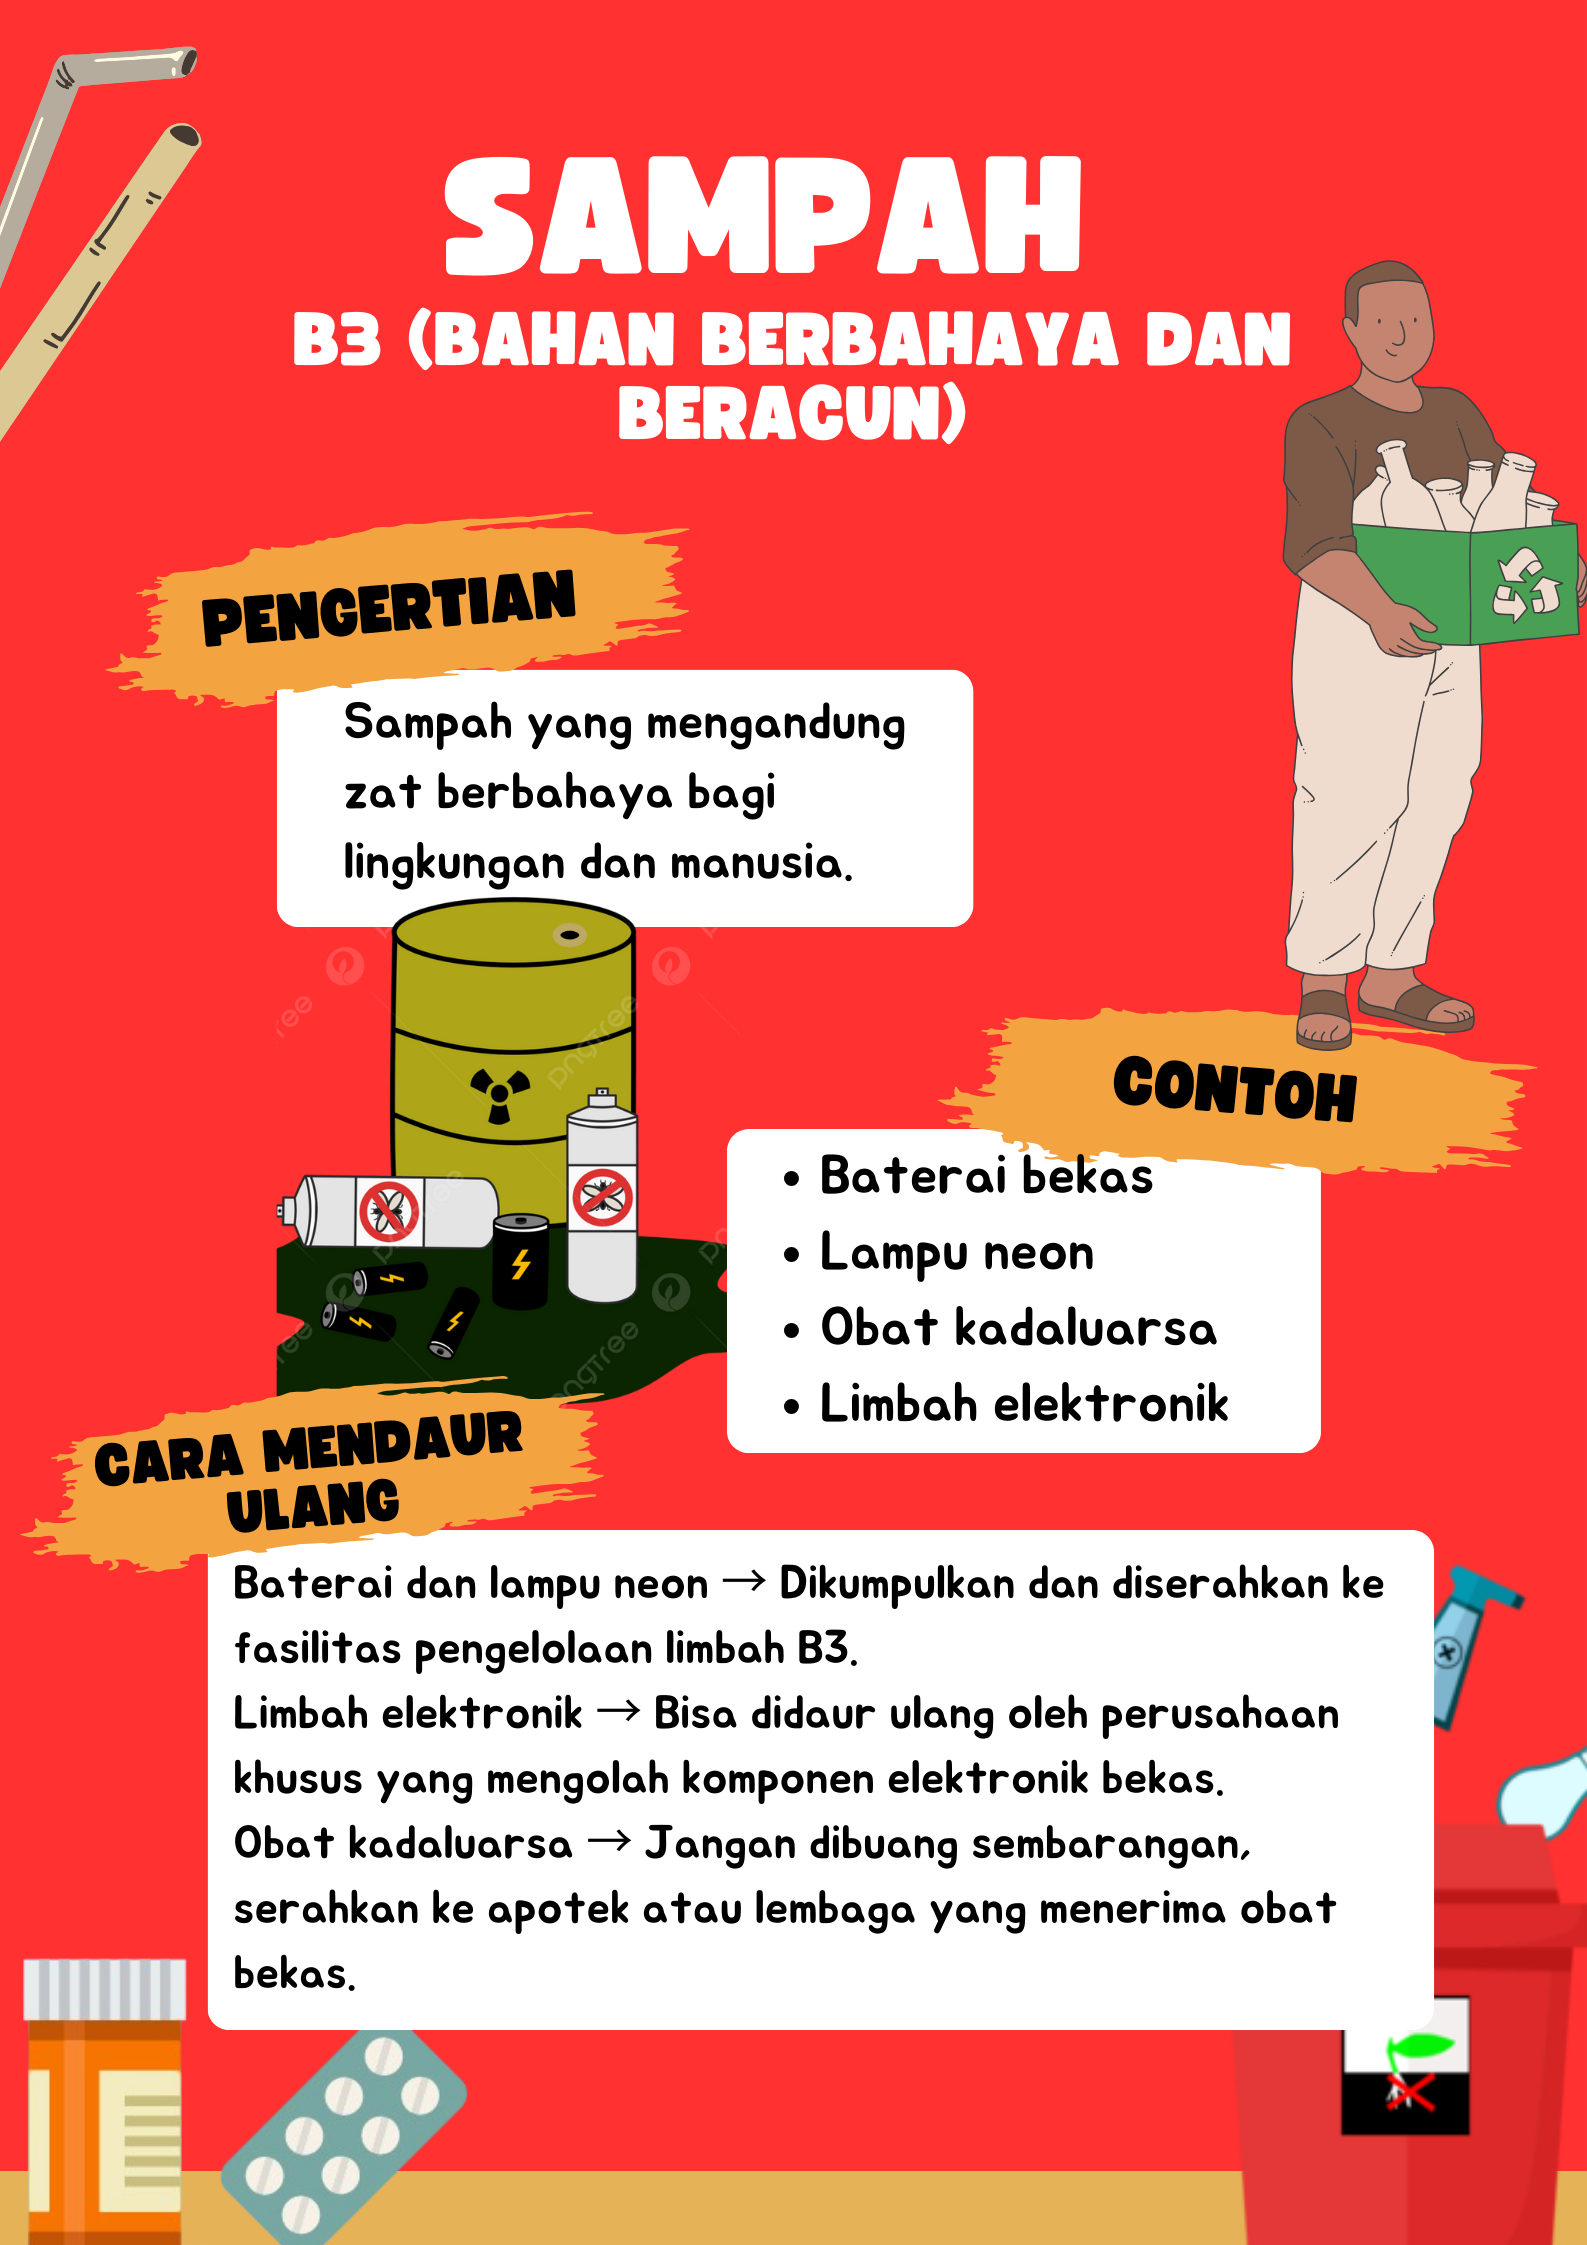 SAMPAH
B3 (BAHAN BERBAHAYA DAN
BERACUN)
PENGERTIAN
Sampah yang mengandung
zat berbahaya bagi
lingkungan dan manusia.
pngtree
CONTOH
• Baterai bekas
• Lampu neon
• Obat kadaluarsa
• Limbah elektronik
CARA MENDAUR
ULANG
Baterai dan lampu neon → Dikumpulkan dan diserahkan ke
fasilitas pengelolaan limbah B3.
Limbah elektronik → Bisa didaur ulang oleh perusahaan
khusus yang mengolah komponen elektronik bekas.
Obat kadaluarsa → Jangan dibuang sembarangan,
serahkan ke apotek atau lembaga yang menerima obat
bekas.